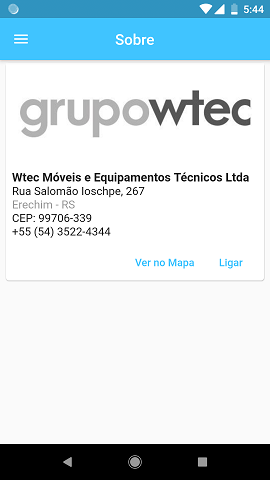 5:44
Sobre
grupowtec
Wtec Móveis e Equipamentos Técnicos Ltda
Rua Salomão Ioschpe, 267
Erechim - RS
CEP: 99706-339
+55 (54) 3522-4344
Ver no Mapa Ligar